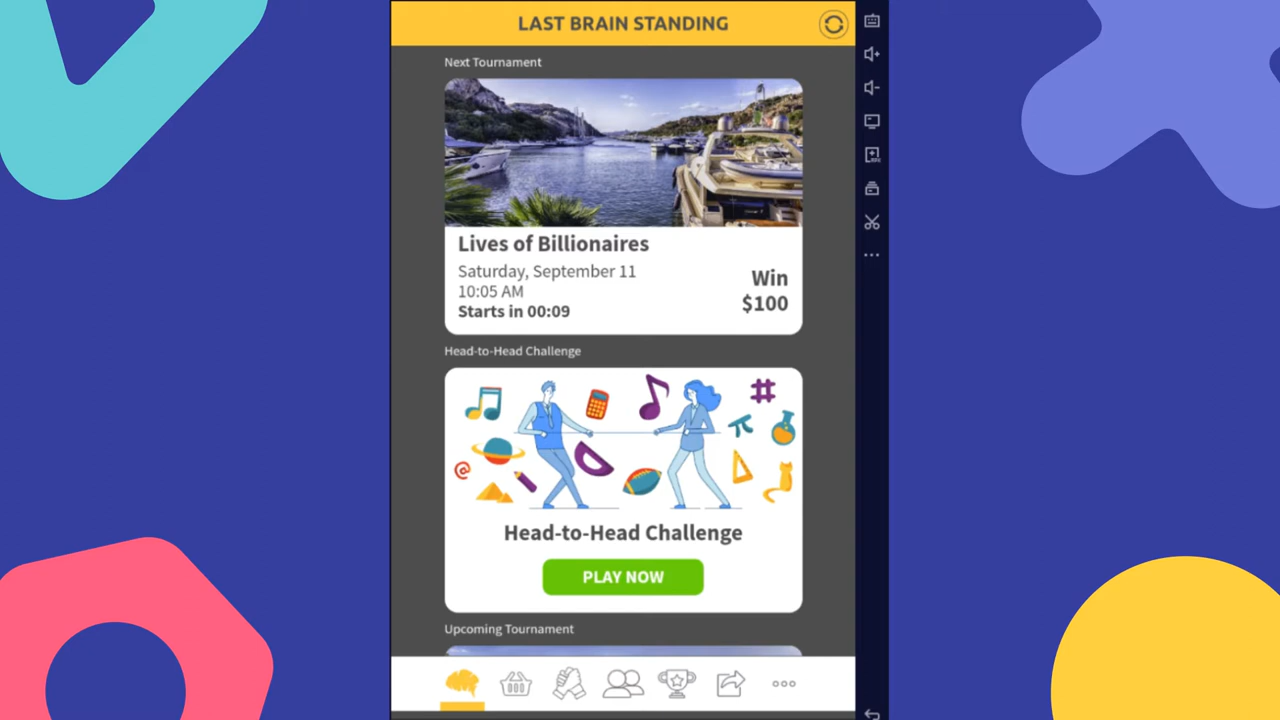 LAST BRAIN STANDING
Next Tournament
Lives of Billionaires
Saturday, September 11
10:05 AM
Starts in 00:09
Win
$100
Head-to-Head Challenge
Head-to-Head Challenge
PLAY NOW
Upcoming Tournament